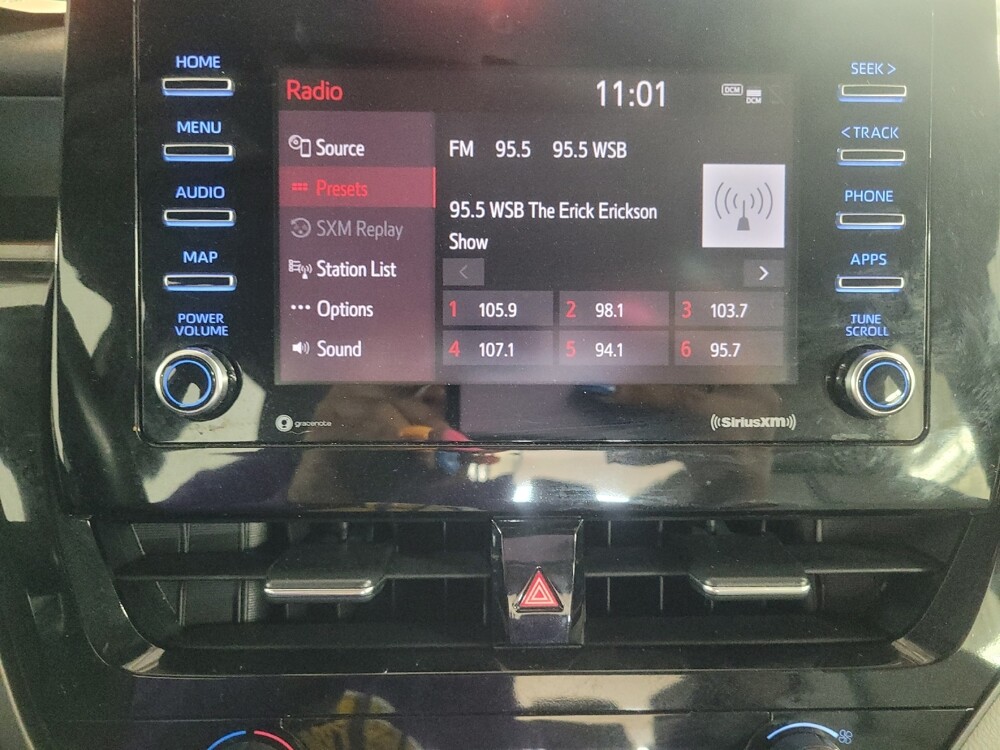 HOME
MENU
AUDIO
MAP
POWER
VOLUME
Radio
11:01
DCM
DCM
Source
Presets
SXM Replay
Station List
Options
Sound
FM 95.5 95.5 WSB
95.5 WSB The Erick Erickson
Show
< >
1 105.9 2 98.1 3 103.7
4 107.1 5 94.1 6 95.7
SEEK >
< TRACK
PHONE
APPS
TUNE
SCROLL
gracenote
((SiriusXM))